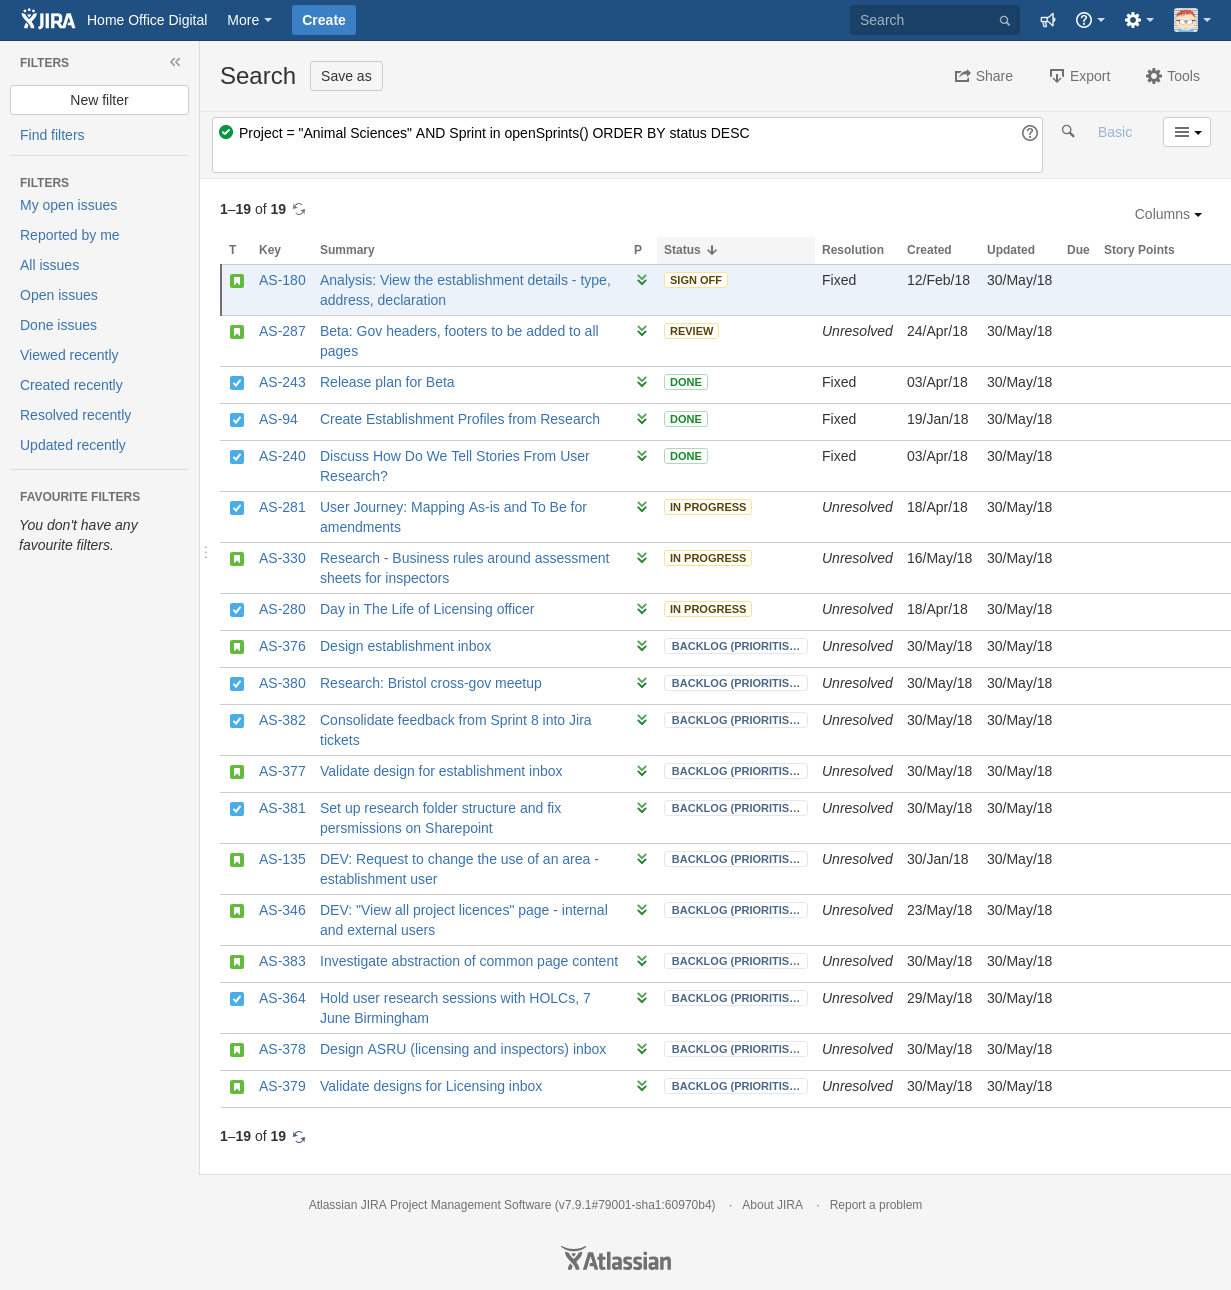 JIRA Home Office Digital More Create Search
FILTERS
New filter
Find filters
FILTERS
My open issues
Reported by me
All issues
Open issues
Done issues
Viewed recently
Created recently
Resolved recently
Updated recently
FAVOURITE FILTERS
You don't have any
favourite filters.
Search Save as Share Export Tools
Project = "Animal Sciences" AND Sprint in openSprints() ORDER BY status DESC Basic
1–19 of 19
Columns
T Key Summary P Status Resolution Created Updated Due Story Points
AS-180 Analysis: View the establishment details - type, SIGN OFF Fixed 12/Feb/18 30/May/18
address, declaration
AS-287 Beta: Gov headers, footers to be added to all REVIEW Unresolved 24/Apr/18 30/May/18
pages
AS-243 Release plan for Beta DONE Fixed 03/Apr/18 30/May/18
AS-94 Create Establishment Profiles from Research DONE Fixed 19/Jan/18 30/May/18
AS-240 Discuss How Do We Tell Stories From User DONE Fixed 03/Apr/18 30/May/18
Research?
AS-281 User Journey: Mapping As-is and To Be for IN PROGRESS Unresolved 18/Apr/18 30/May/18
amendments
AS-330 Research - Business rules around assessment IN PROGRESS Unresolved 16/May/18 30/May/18
sheets for inspectors
AS-280 Day in The Life of Licensing officer IN PROGRESS Unresolved 18/Apr/18 30/May/18
AS-376 Design establishment inbox BACKLOG (PRIORITIS… Unresolved 30/May/18 30/May/18
AS-380 Research: Bristol cross-gov meetup BACKLOG (PRIORITIS… Unresolved 30/May/18 30/May/18
AS-382 Consolidate feedback from Sprint 8 into Jira BACKLOG (PRIORITIS… Unresolved 30/May/18 30/May/18
tickets
AS-377 Validate design for establishment inbox BACKLOG (PRIORITIS… Unresolved 30/May/18 30/May/18
AS-381 Set up research folder structure and fix BACKLOG (PRIORITIS… Unresolved 30/May/18 30/May/18
persmissions on Sharepoint
AS-135 DEV: Request to change the use of an area - BACKLOG (PRIORITIS… Unresolved 30/Jan/18 30/May/18
establishment user
AS-346 DEV: "View all project licences" page - internal BACKLOG (PRIORITIS… Unresolved 23/May/18 30/May/18
and external users
AS-383 Investigate abstraction of common page content BACKLOG (PRIORITIS… Unresolved 30/May/18 30/May/18
AS-364 Hold user research sessions with HOLCs, 7 BACKLOG (PRIORITIS… Unresolved 29/May/18 30/May/18
June Birmingham
AS-378 Design ASRU (licensing and inspectors) inbox BACKLOG (PRIORITIS… Unresolved 30/May/18 30/May/18
AS-379 Validate designs for Licensing inbox BACKLOG (PRIORITIS… Unresolved 30/May/18 30/May/18
1–19 of 19
Atlassian JIRA Project Management Software (v7.9.1#79001-sha1:60970b4) · About JIRA · Report a problem
Atlassian